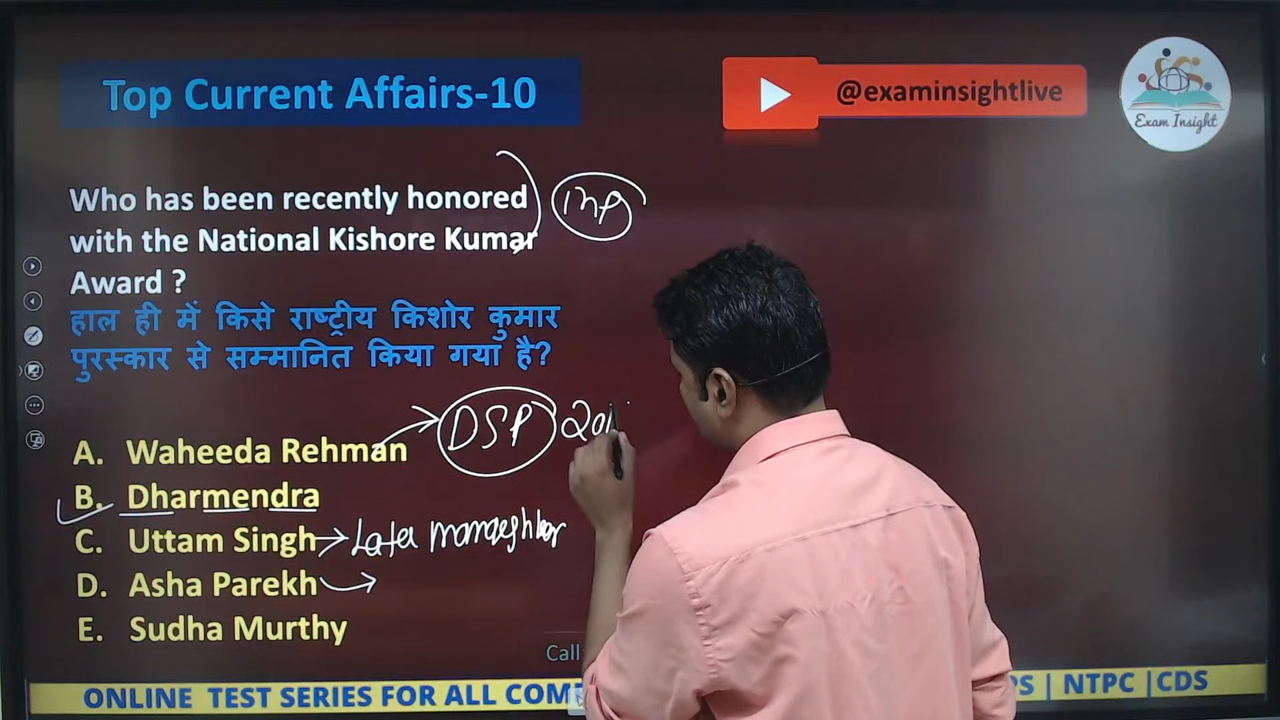 Top Current Affairs-10
@examinsightlive
Exam Insight
Who has been recently honored
with the National Kishore Kumar
Award ?
हाल ही में किसे राष्ट्रीय किशोर कुमार
पुरस्कार से सम्मानित किया गया है?
A. Waheeda Rehman
DSP
B. Dharmendra
C. Uttam Singh
Lata
D. Asha Parekh
E. Sudha Murthy
Call
ONLINE TEST SERIES FOR ALL
| NTPC |CDS